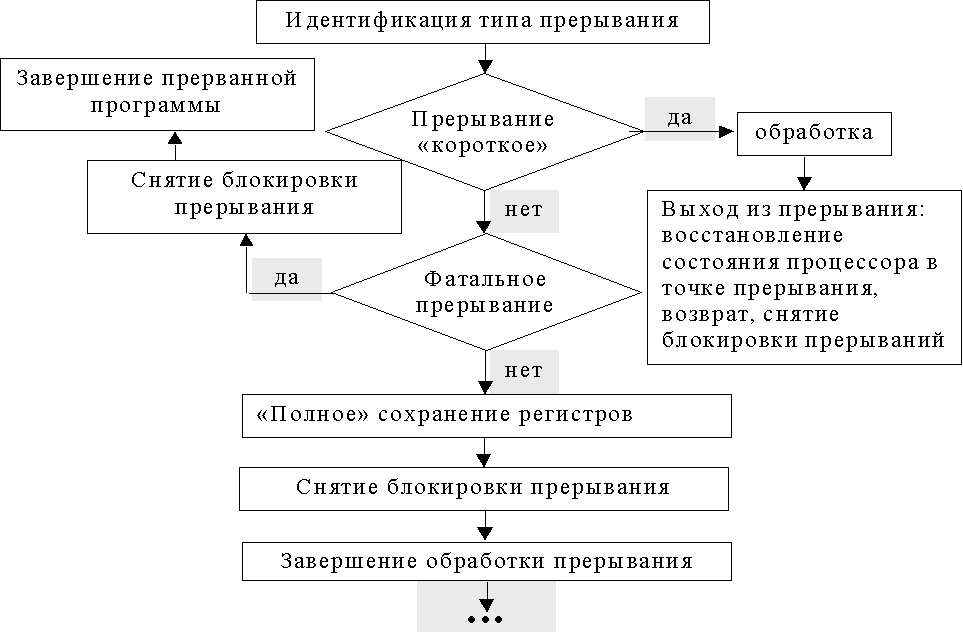 Идентификация типа прерывания
Завершение прерванной
программы
Прерывание
«короткое»
да
обработка
Снятие блокировки
прерывания
нет
Выход из прерывания:
восстановление
состояния процессора в
точке прерывания,
возврат, снятие
блокировки прерываний
да
Фатальное
прерывание
нет
«Полное» сохранение регистров
Снятие блокировки прерывания
Завершение обработки прерывания
...